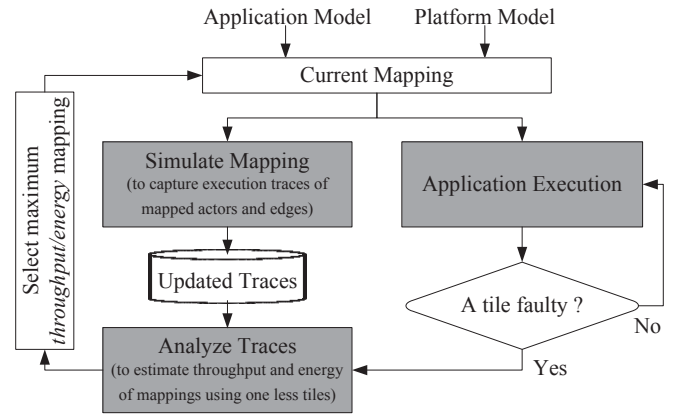 Application Model
Platform Model
Current Mapping
Select maximum
throughput/energy mapping
Simulate Mapping
(to capture execution traces of
mapped actors and edges)
Application Execution
Updated Traces
A tile faulty ?
No
Yes
Analyze Traces
(to estimate throughput and energy
of mappings using one less tiles)